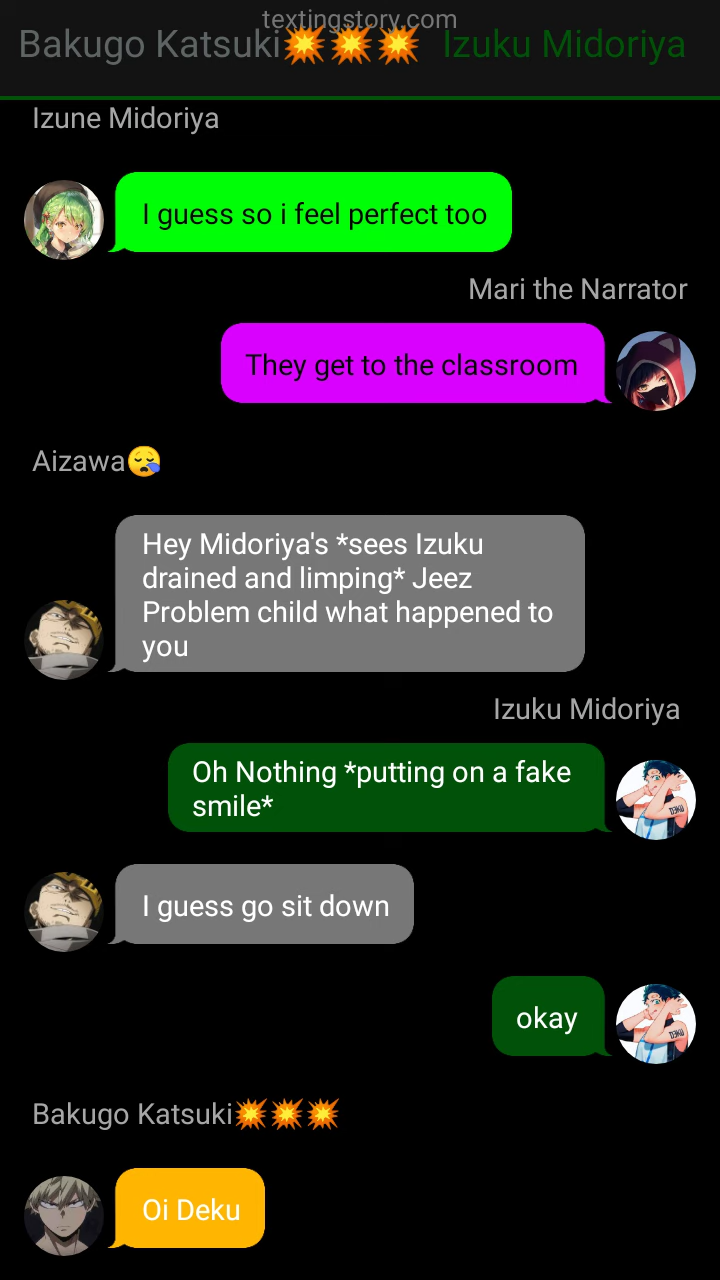 textingstory.com
Bakugo Katsuki💥💥💥 Izuku Midoriya
Izune Midoriya
I guess so i feel perfect too
Mari the Narrator
They get to the classroom
Aizawa😪
Hey Midoriya's *sees Izuku
drained and limping* Jeez
Problem child what happened to
you
Izuku Midoriya
Oh Nothing *putting on a fake
smile*
I guess go sit down
okay
Bakugo Katsuki💥💥💥
Oi Deku